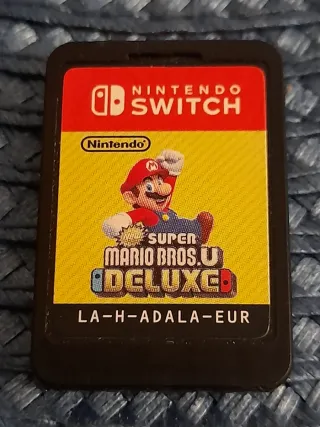 NINTENDO
SWITCH
Nintendo
NEW SUPER
MARIO BROS. U
DELUXE
LA-H-ADALA-EUR